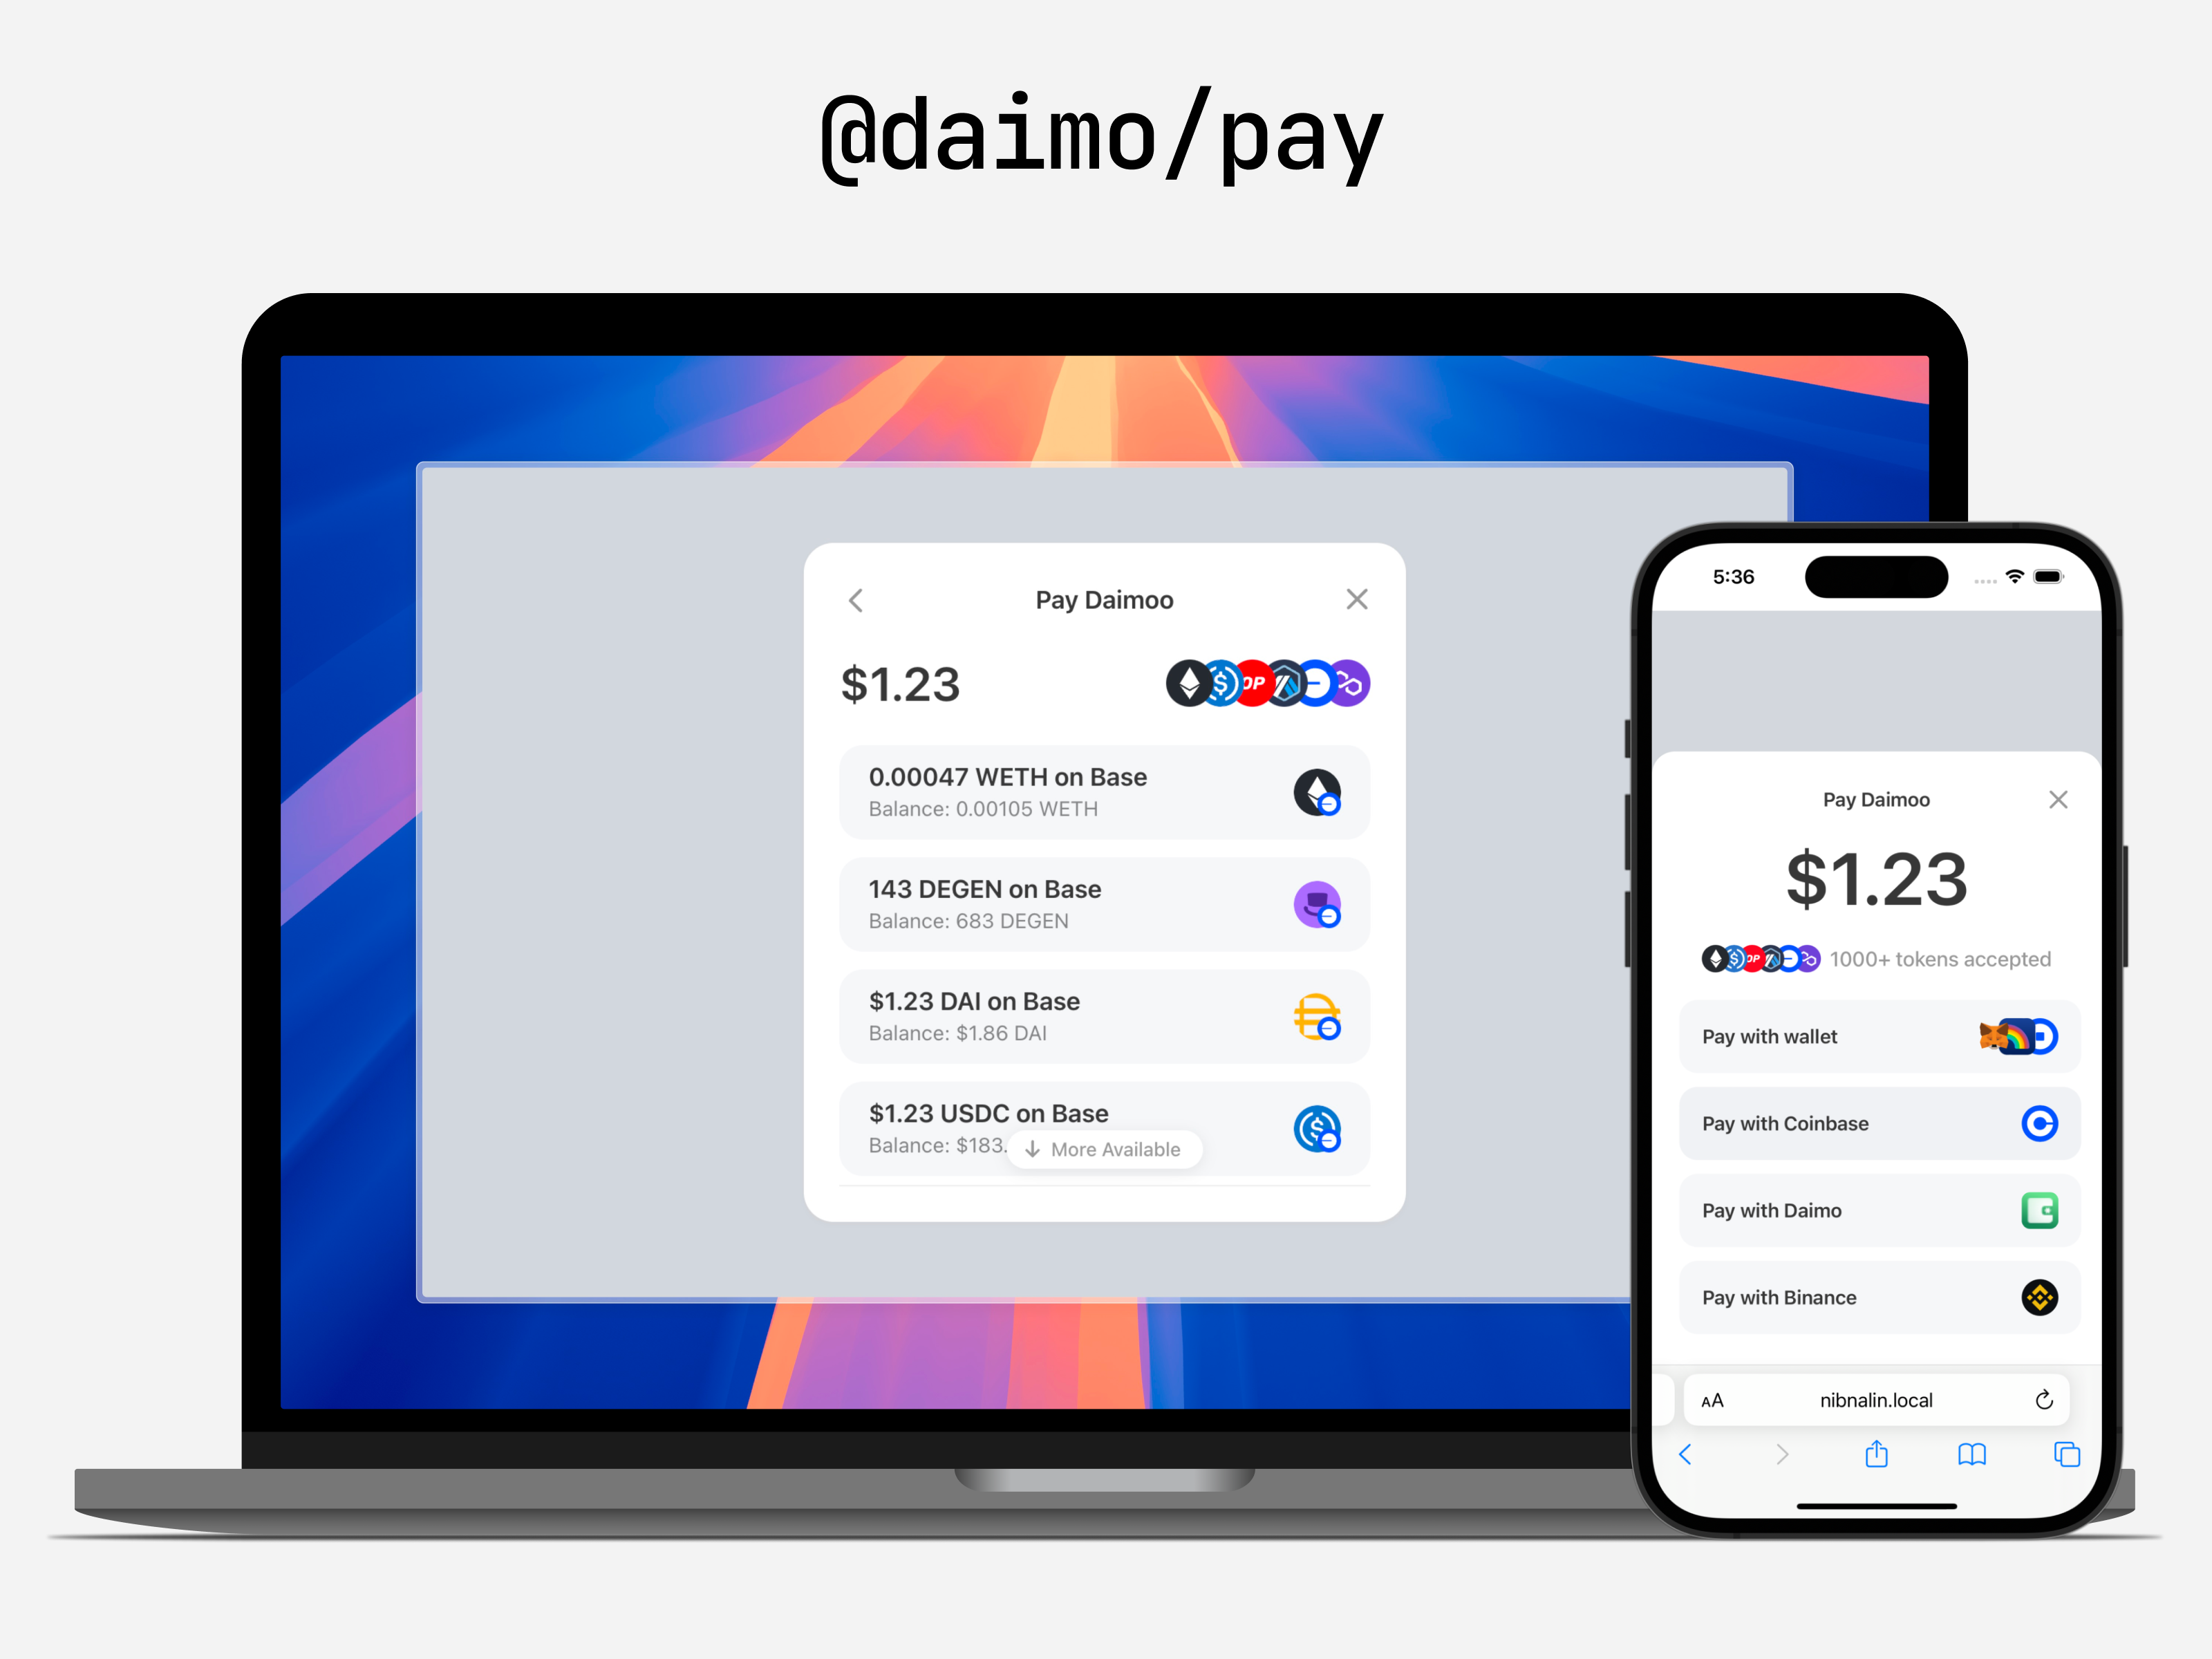 @daimo/pay
Pay Daimoo
$1.23
OP
0.00047 WETH on Base
Balance: 0.00105 WETH
143 DEGEN on Base
Balance: 683 DEGEN
$1.23 DAI on Base
Balance: $1.86 DAI
$1.23 USDC on Base
Balance: $183.
More Available
5:36
Pay Daimoo
$1.23
OP
1000+ tokens accepted
Pay with wallet
Pay with Coinbase
Pay with Daimo
Pay with Binance
AA
nibnalin.local